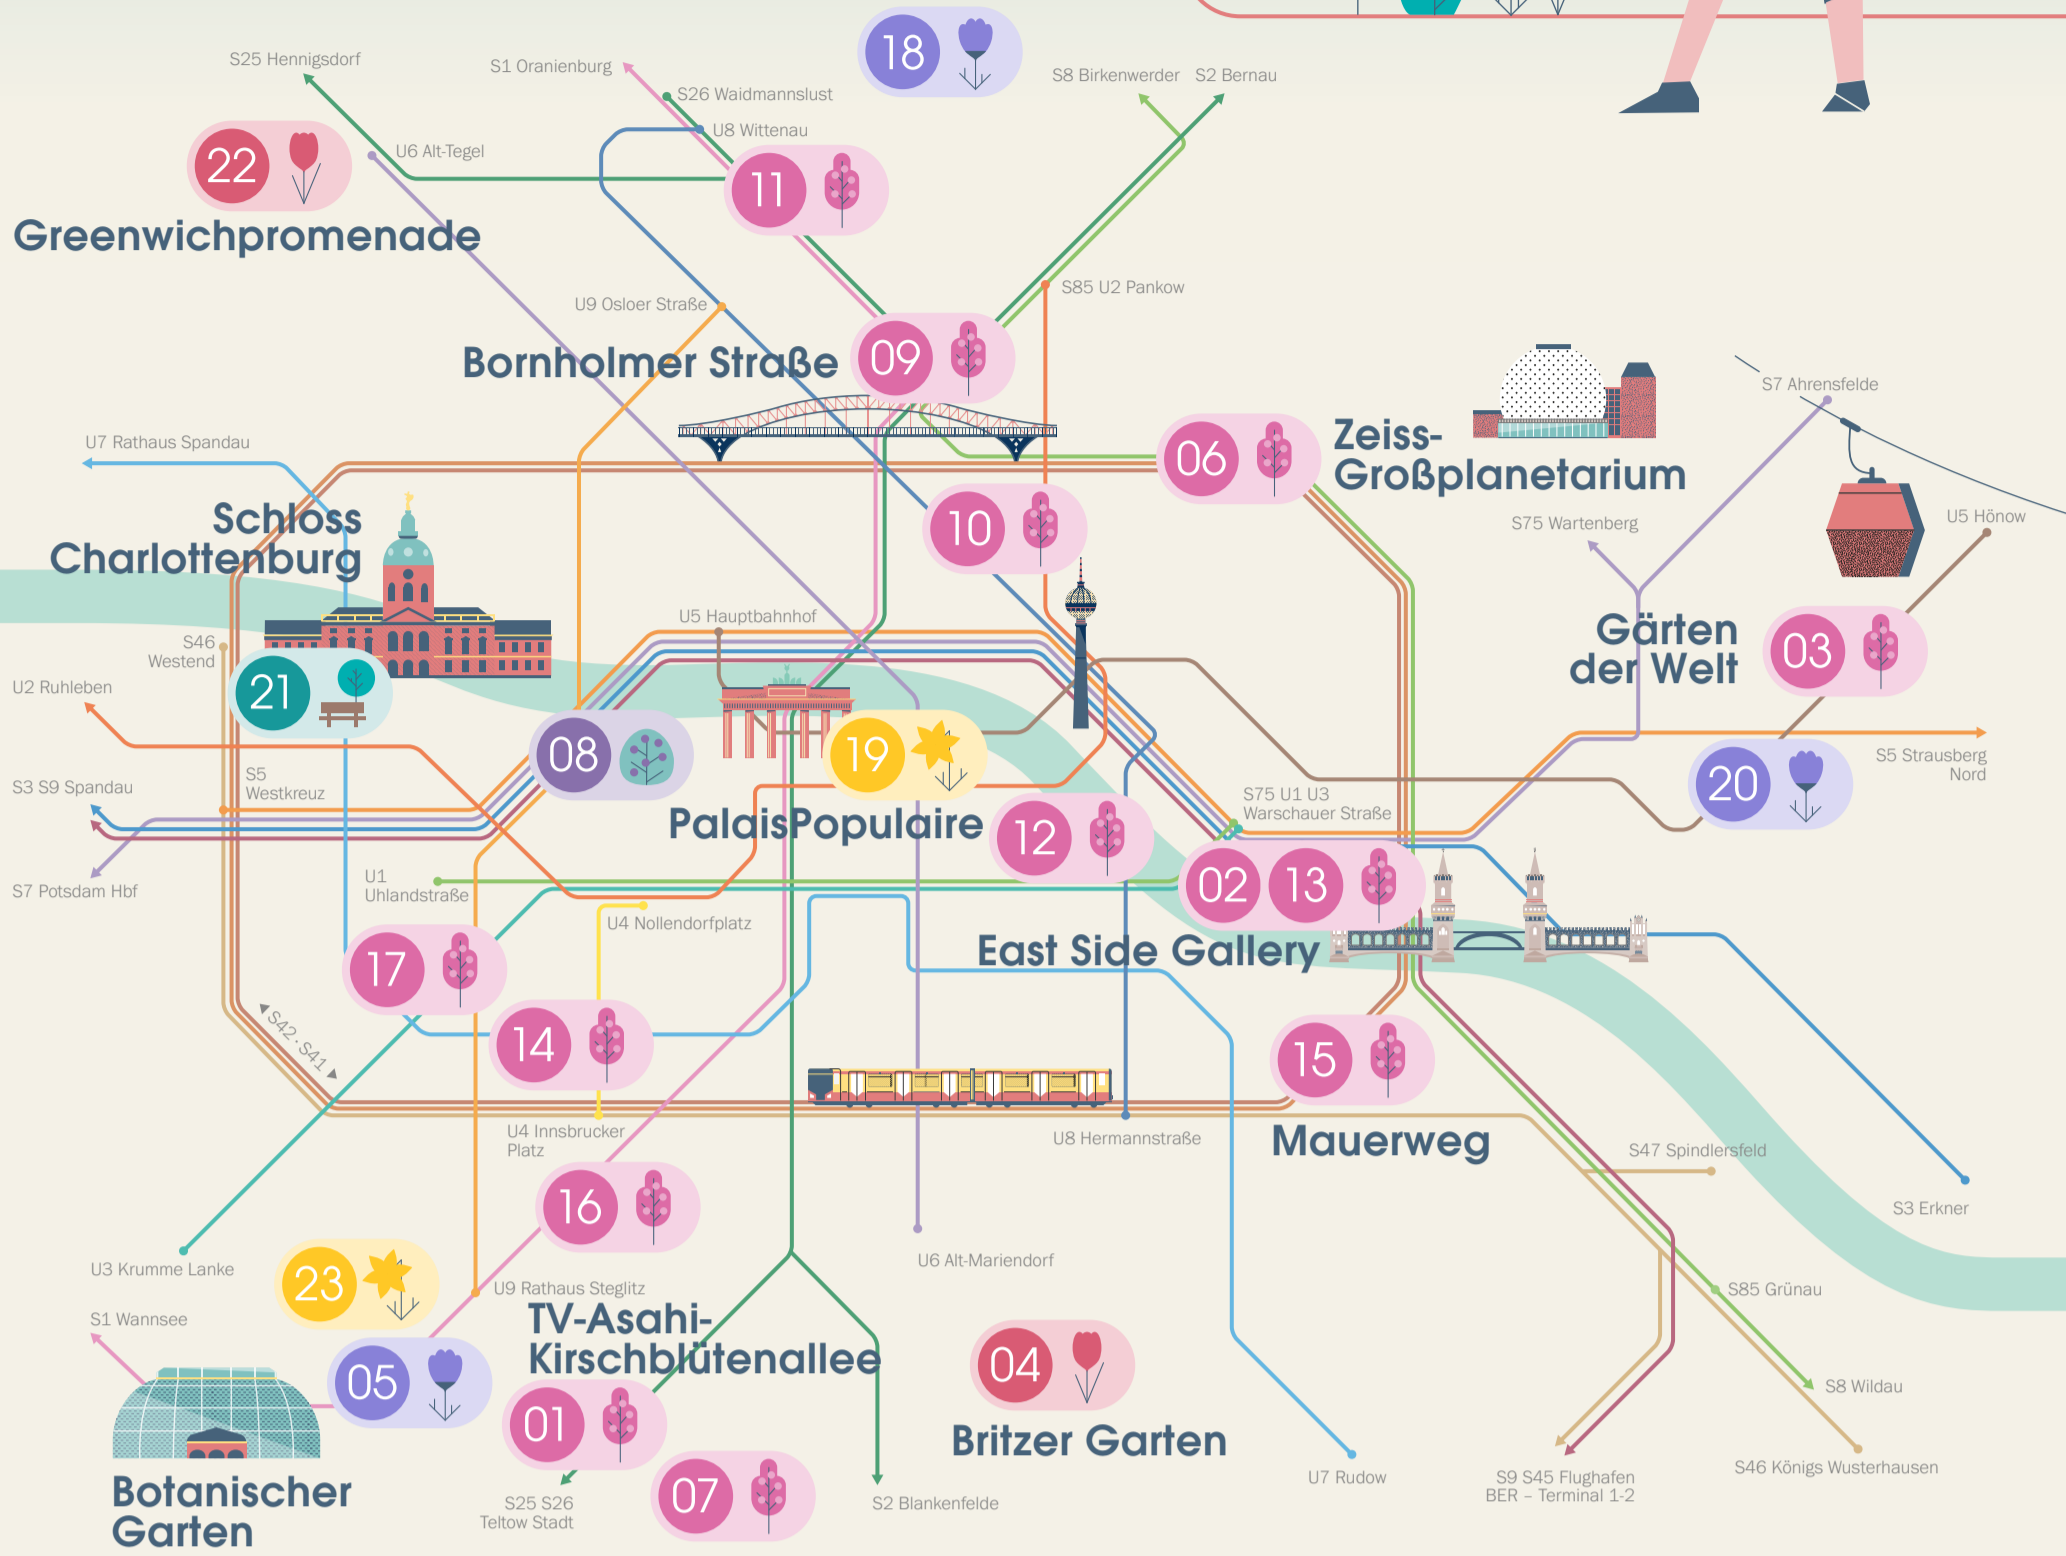 18
S25 Hennigsdorf
S1 Oranienburg
S8 Birkenwerder
S2 Bernau
S26 Waidmannslust
U8 Wittenau
U6 Alt-Tegel
22
11
Greenwichpromenade
S85 U2 Pankow
U9 Osloer Straße
Bornholmer Straße
09
S7 Ahrensfelde
U7 Rathaus Spandau
06
Zeiss-
Großplanetarium
Schloss
Charlottenburg
10
S75 Wartenberg
U5 Hönow
U5 Hauptbahnhof
Gärten
der Welt
03
S46
Westend
U2 Ruhleben
21
08
19
S5 Strausberg
Nord
20
S5
Westkreuz
S3 S9 Spandau
S75 U1 U3
Warschauer Straße
PalaisPopulaire
12
S7 Potsdam Hbf
U1
Uhlandstraße
02
13
U4 Nollendorfplatz
East Side Gallery
17
S42 · S41
14
15
U4 Innsbrucker
Platz
U8 Hermannstraße
Mauerweg
S47 Spindlersfeld
16
S3 Erkner
U3 Krumme Lanke
U6 Alt-Mariendorf
23
U9 Rathaus Steglitz
S85 Grünau
S1 Wannsee
TV-Asahi-
Kirschblütenallee
05
04
S8 Wildau
01
Britzer Garten
U7 Rudow
S9 S45 Flughafen
BER – Terminal 1-2
S46 Königs Wusterhausen
Botanischer
Garten
S25 S26
Teltow Stadt
07
S2 Blankenfelde